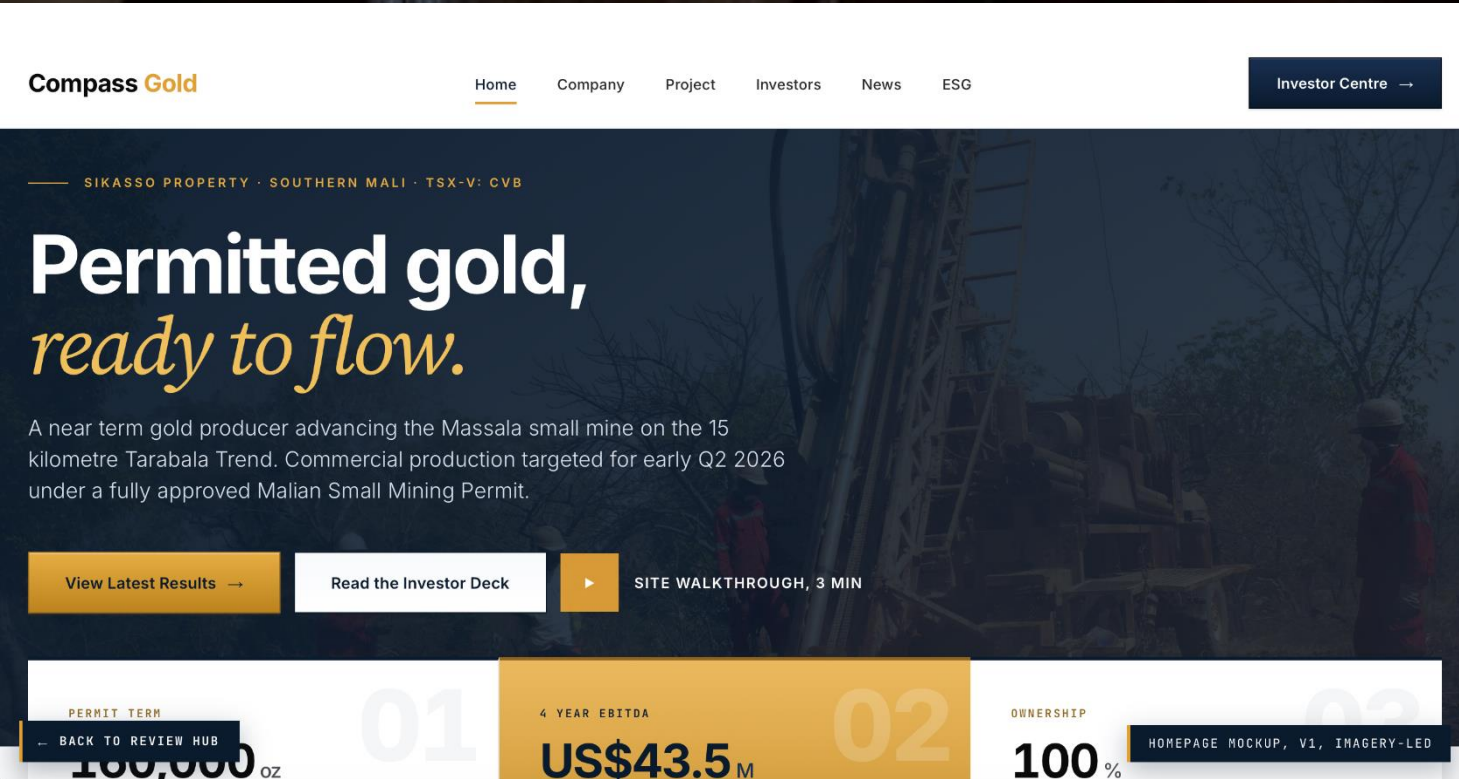 Compass Gold
Home
Company
Project
Investors
News
ESG
Investor Centre →
SIKASSO PROPERTY · SOUTHERN MALI · TSX-V: CVB
Permitted gold,
ready to flow.
A near term gold producer advancing the Massala small mine on the 15
kilometre Tarabala Trend. Commercial production targeted for early Q2 2026
under a fully approved Malian Small Mining Permit.
View Latest Results →
Read the Investor Deck
SITE WALKTHROUGH, 3 MIN
01
PERMIT TERM
160,000 oz
02
4 YEAR EBITDA
US$43.5 M
03
OWNERSHIP
100 %
← BACK TO REVIEW HUB
HOMEPAGE MOCKUP, V1, IMAGERY-LED